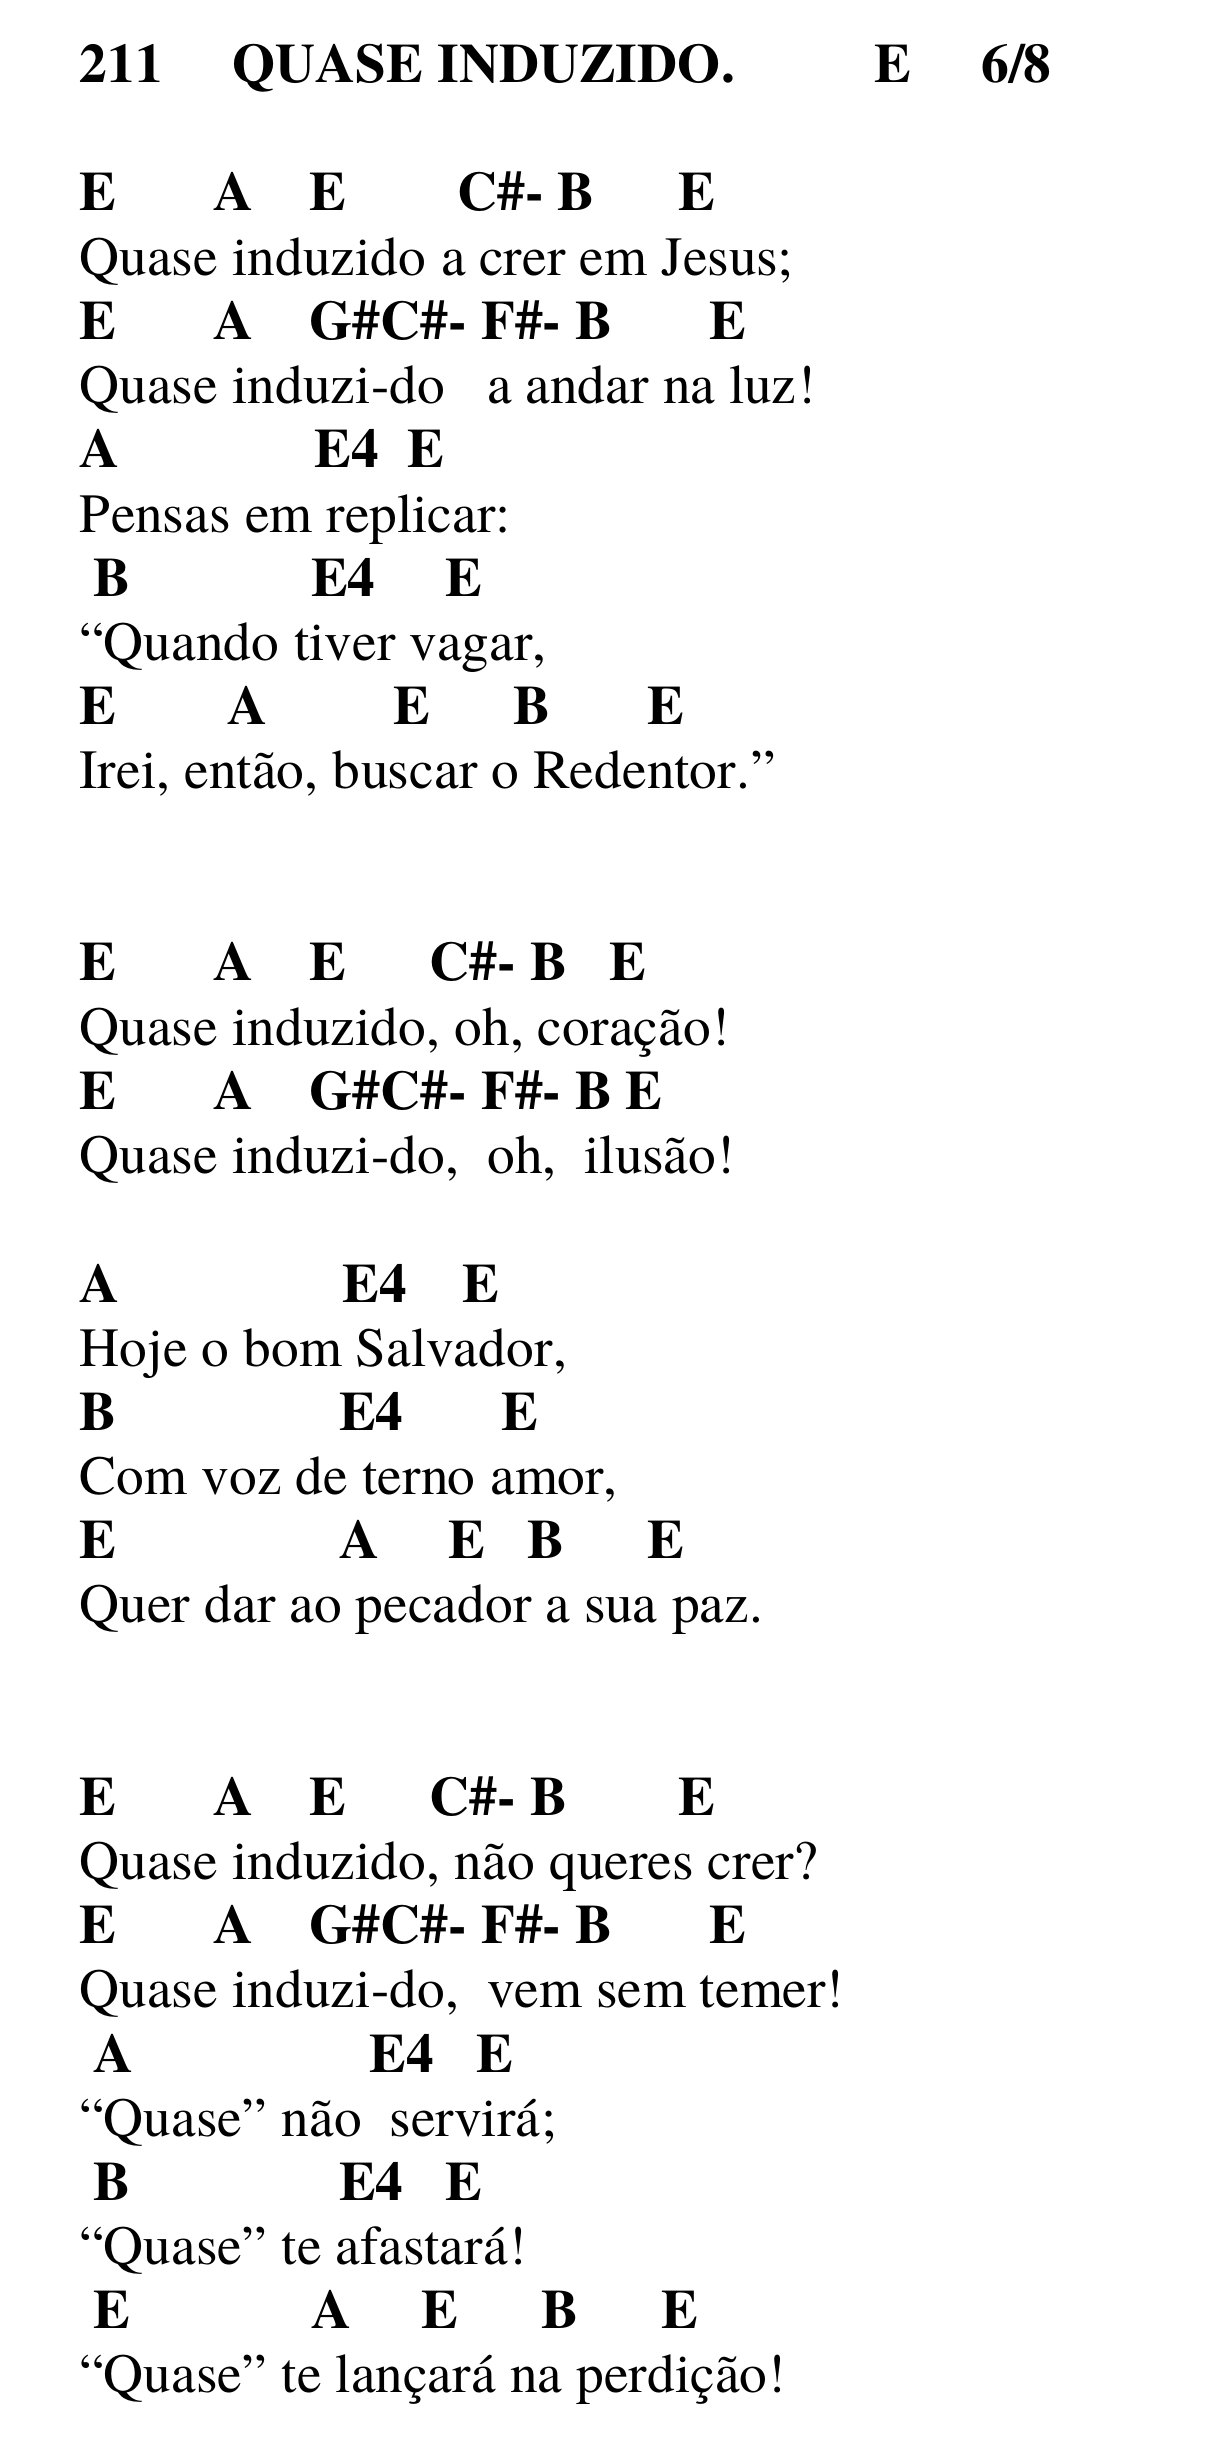 211 QUASE INDUZIDO. E 6/8
E A E C#- B E
Quase induzido a crer em Jesus;
E A G#C#- F#- B E
Quase induzi-do a andar na luz!
A E4 E
Pensas em replicar:
B E4 E
“Quando tiver vagar,
E A E B E
Irei, então, buscar o Redentor.”
E A E C#- B E
Quase induzido, oh, coração!
E A G#C#- F#- B E
Quase induzi-do, oh, ilusão!
A E4 E
Hoje o bom Salvador,
B E4 E
Com voz de terno amor,
E A E B E
Quer dar ao pecador a sua paz.
E A E C#- B E
Quase induzido, não queres crer?
E A G#C#- F#- B E
Quase induzi-do, vem sem temer!
A E4 E
“Quase” não servirá;
B E4 E
“Quase” te afastará!
E A E B E
“Quase” te lançará na perdição!